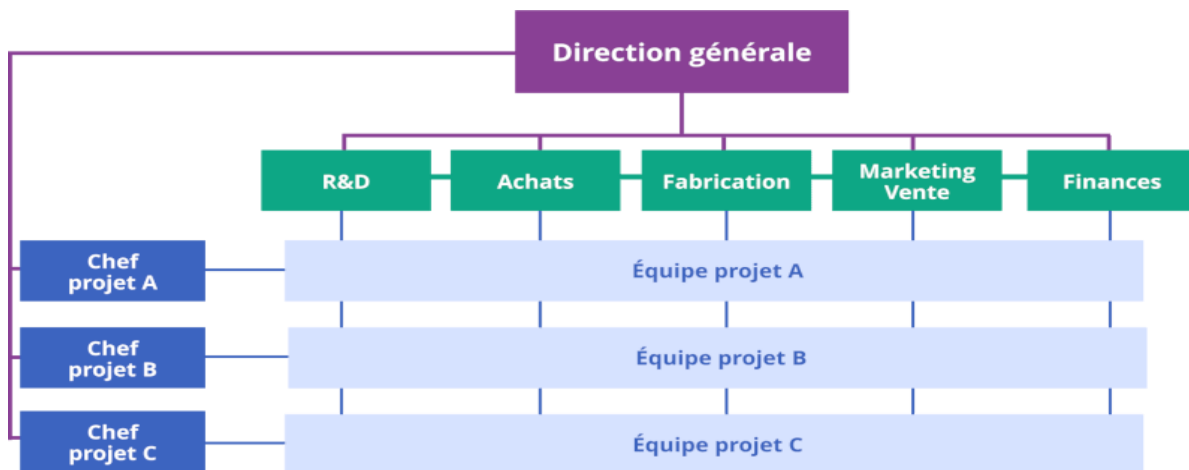 Direction générale
R&D
Achats
Fabrication
Marketing
Vente
Finances
Chef
projet A
Équipe projet A
Chef
projet B
Équipe projet B
Chef
projet C
Équipe projet C